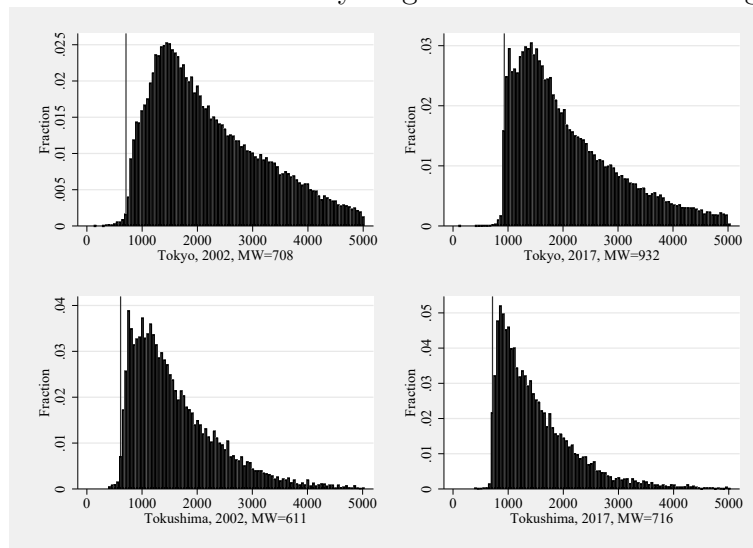 Fraction
0 .005 .01 .015 .02 .025
0 1000 2000 3000 4000 5000
Tokyo, 2002, MW=708
Fraction
0 .01 .02 .03
0 1000 2000 3000 4000 5000
Tokyo, 2017, MW=932
Fraction
0 .01 .02 .03 .04
0 1000 2000 3000 4000 5000
Tokushima, 2002, MW=611
Fraction
0 .01 .02 .03 .04 .05
0 1000 2000 3000 4000 5000
Tokushima, 2017, MW=716